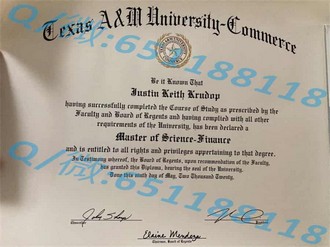 Texas A&M University-Commerce
Be it Known That
Justin Keith Krudop
having successfully completed the Course of Study as prescribed by the
Faculty and Board of Regents and having complied with all other
requirements of the University, has been declared a
Master of Science-Finance
and is entitled to all rights and privileges appertaining to that degree.
In Testimony whereof, the Board of Regents, upon recommendation of the Faculty,
has granted this Diploma, bearing the seal of the University.
Done this ninth day of May, Two Thousand Twenty.
Elaine Mendoza
Chairman, Board of Regents
Q/微:651188118
Q/微:651188118
Q/微:651188118